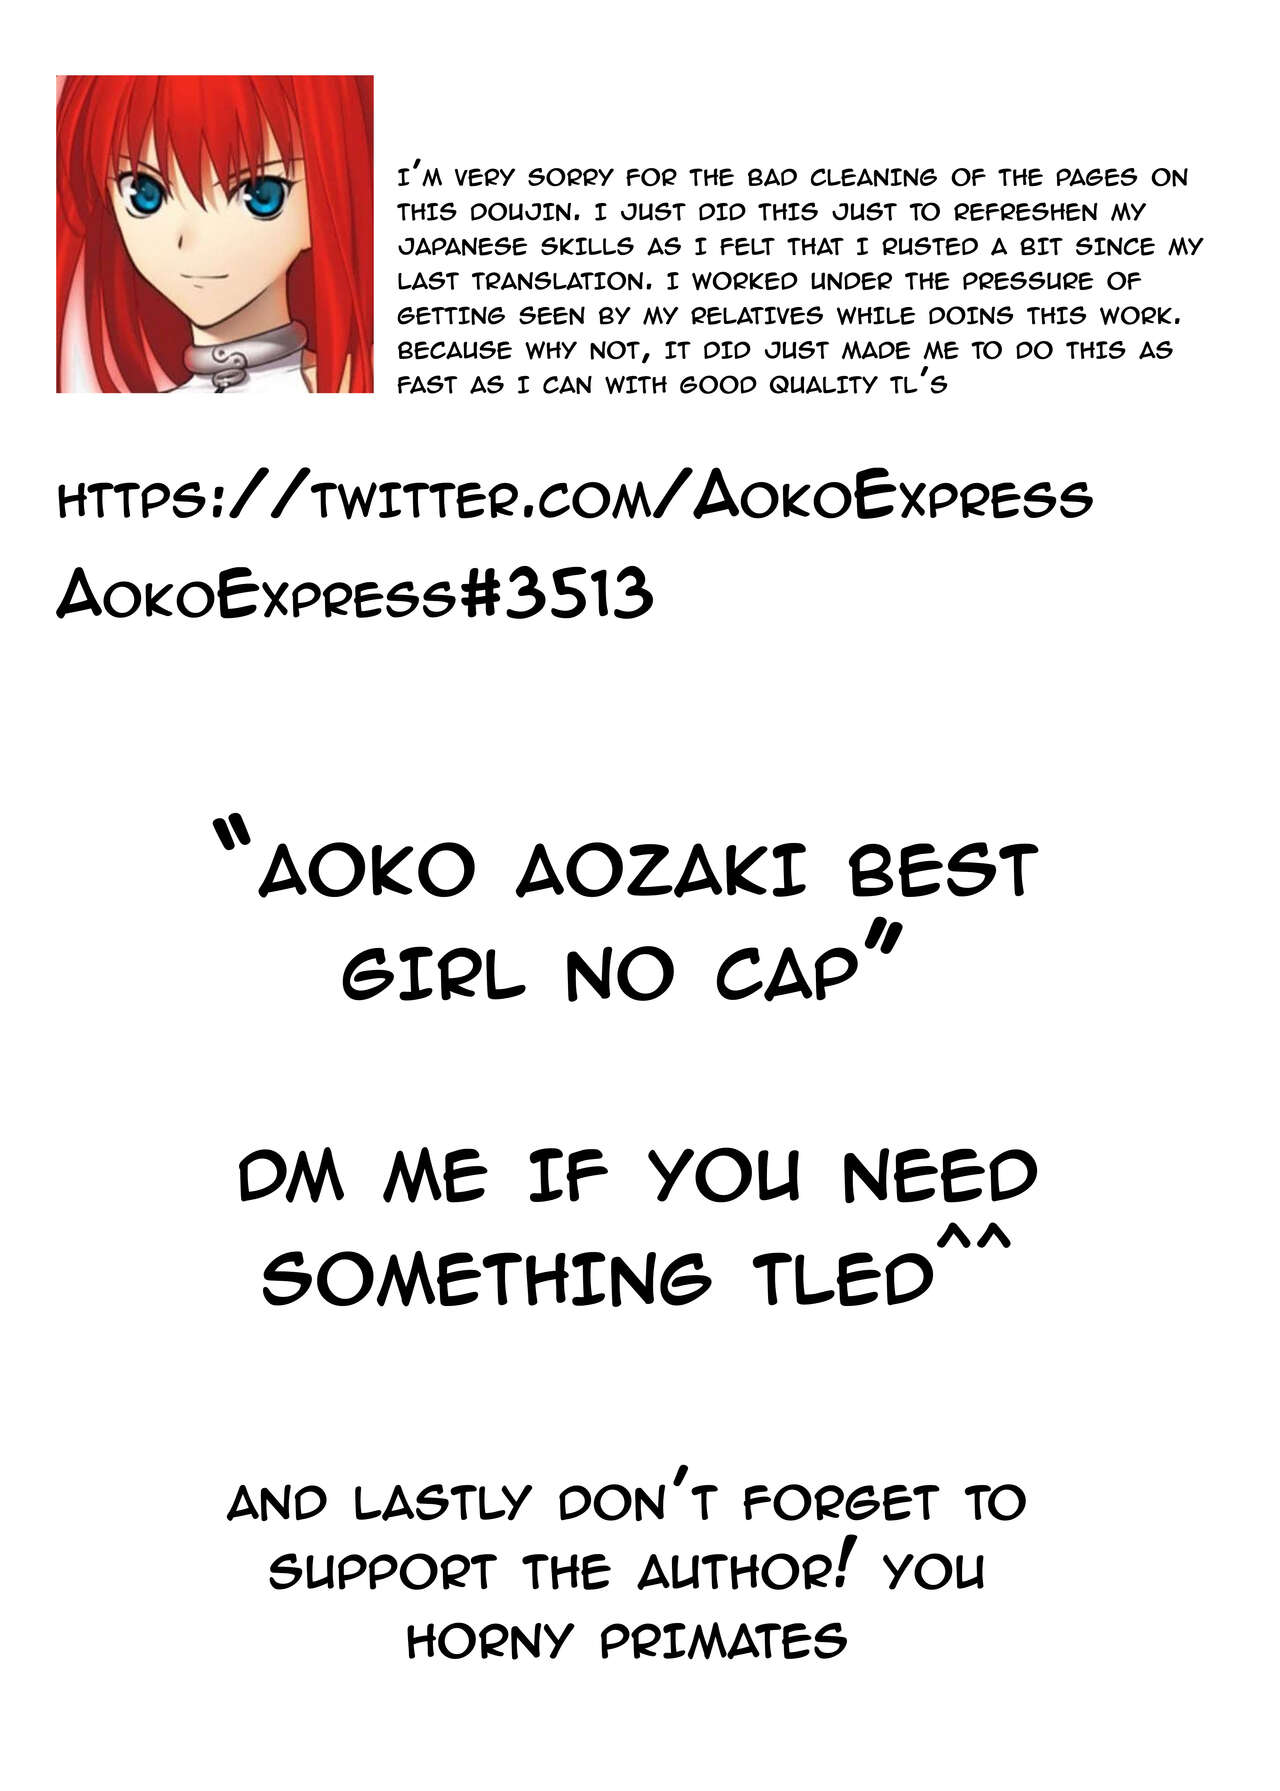 I'M VERY SORRY FOR THE BAD CLEANING OF THE PAGES ON
THIS DOUJIN. I JUST DID THIS JUST TO REFRESHEN MY
JAPANESE SKILLS AS I FELT THAT I RUSTED A BIT SINCE MY
LAST TRANSLATION. I WORKED UNDER THE PRESSURE OF
GETTING SEEN BY MY RELATIVES WHILE DOINS THIS WORK.
BECAUSE WHY NOT, IT DID JUST MADE ME TO DO THIS AS
FAST AS I CAN WITH GOOD QUALITY TL'S
HTTPS://TWITTER.COM/AOKOEXPRESS
AOKOEXPRESS#3513
"AOKO AOZAKI BEST
GIRL NO CAP"
DM ME IF YOU NEED
SOMETHING TLED^^
AND LASTLY DON'T FORGET TO
SUPPORT THE AUTHOR! YOU
HORNY PRIMATES